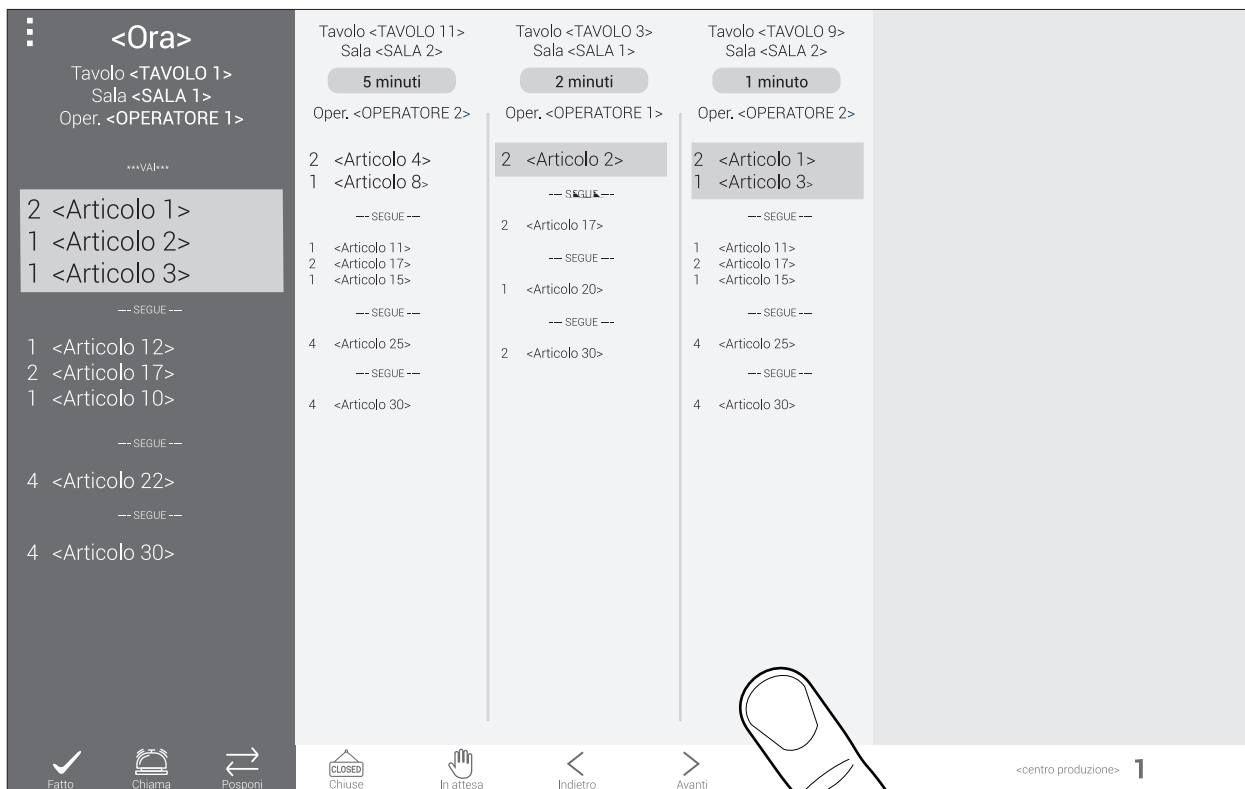 <Ora>
Tavolo <TAVOLO 1>
Sala <SALA 1>
Oper. <OPERATORE 1>
***VAI***
2 <Articolo 1>
1 <Articolo 2>
1 <Articolo 3>
--- SEGUE ---
1 <Articolo 12>
2 <Articolo 17>
1 <Articolo 10>
--- SEGUE ---
4 <Articolo 22>
--- SEGUE ---
4 <Articolo 30>
Fatto
Chiama
Posponi
Tavolo <TAVOLO 11>
Sala <SALA 2>
5 minuti
Oper. <OPERATORE 2>
2 <Articolo 4>
1 <Articolo 8>
--- SEGUE ---
1 <Articolo 11>
2 <Articolo 17>
1 <Articolo 15>
--- SEGUE ---
4 <Articolo 25>
--- SEGUE ---
4 <Articolo 30>
Tavolo <TAVOLO 3>
Sala <SALA 1>
2 minuti
Oper. <OPERATORE 1>
2 <Articolo 2>
--- SEGUE ---
2 <Articolo 17>
--- SEGUE ---
1 <Articolo 20>
--- SEGUE ---
2 <Articolo 30>
Tavolo <TAVOLO 9>
Sala <SALA 2>
1 minuto
Oper. <OPERATORE 2>
2 <Articolo 1>
1 <Articolo 3>
--- SEGUE ---
1 <Articolo 11>
2 <Articolo 17>
1 <Articolo 15>
--- SEGUE ---
4 <Articolo 25>
--- SEGUE ---
4 <Articolo 30>
CLOSED
Chiuse
In attesa
Indietro
Avanti
<centro produzione> 1